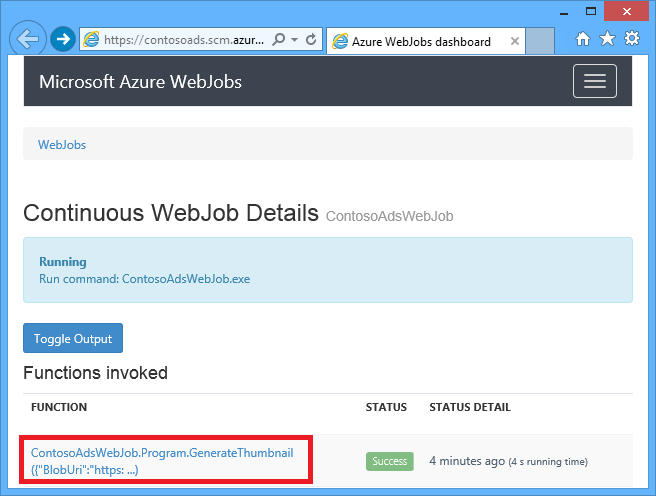 https://contosoads.scm.azur...
Azure WebJobs dashboard
Microsoft Azure WebJobs
WebJobs
Continuous WebJob Details ContosoAdsWebJob
Running
Run command: ContosoAdsWebJob.exe
Toggle Output
Functions invoked
FUNCTION STATUS STATUS DETAIL
ContosoAdsWebJob.Program.GenerateThumbnail
({"BlobUri":"https: ...) Success 4 minutes ago (4 s running time)